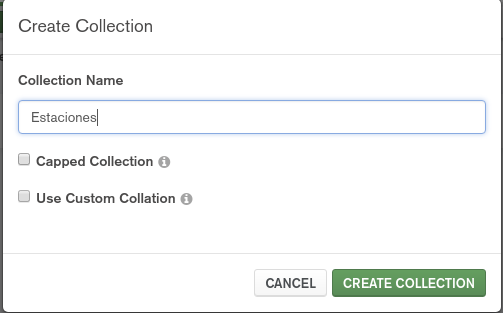 Create Collection
Collection Name
Estaciones
Capped Collection
Use Custom Collation
CANCEL CREATE COLLECTION